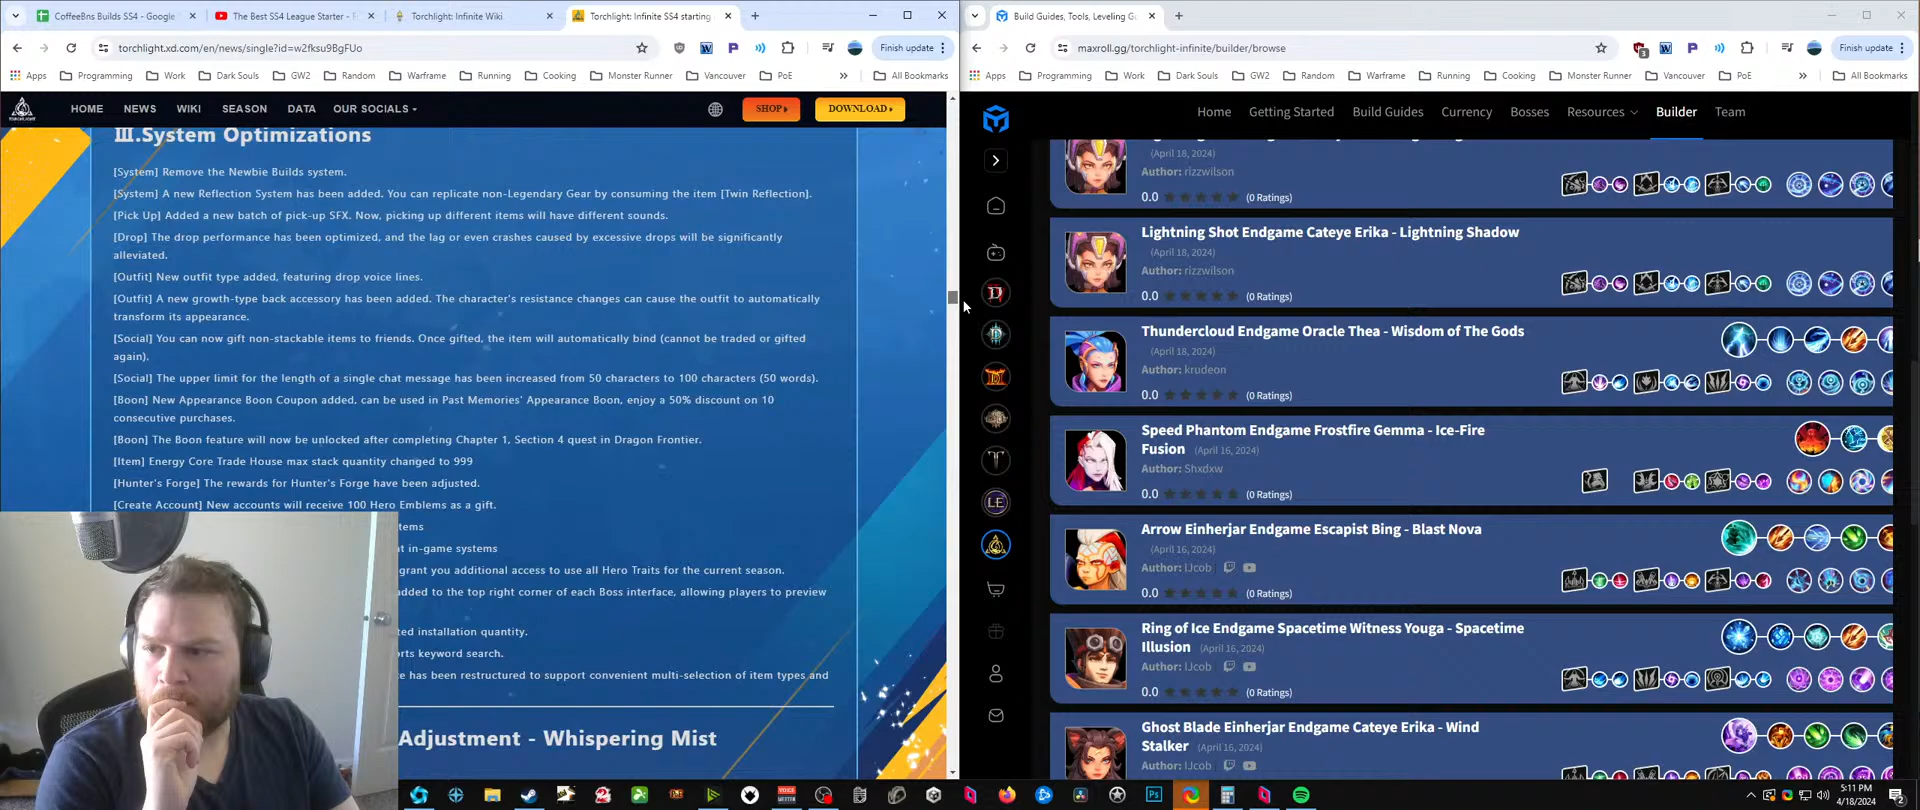 CoffeeBns Builds SS4 - Google
The Best SS4 League Starter -
Torchlight: Infinite Wiki
Torchlight: Infinite SS4 starting
torchlight.xd.com/en/news/single?id=w2fksu9BgFUo
Finish update
Apps
Programming
Work
Dark Souls
GW2
Random
Warframe
Running
Cooking
Monster Runner
Vancouver
PoE
»
All Bookmarks
HOME
NEWS
WIKI
SEASON
DATA
OUR SOCIALS
SHOP
DOWNLOAD
Ⅲ.System Optimizations
[System] Remove the Newbie Builds system.
[System] A new Reflection System has been added. You can replicate non-Legendary Gear by consuming the item [Twin Reflection].
[Pick Up] Added a new batch of pick-up SFX. Now, picking up different items will have different sounds.
[Drop] The drop performance has been optimized, and the lag or even crashes caused by excessive drops will be significantly
alleviated.
[Outfit] New outfit type added, featuring drop voice lines.
[Outfit] A new growth-type back accessory has been added. The character's resistance changes can cause the outfit to automatically
transform its appearance.
[Social] You can now gift non-stackable items to friends. Once gifted, the item will automatically bind (cannot be traded or gifted
again).
[Social] The upper limit for the length of a single chat message has been increased from 50 characters to 100 characters (50 words).
[Boon] New Appearance Boon Coupon added, can be used in Past Memories' Appearance Boon, enjoy a 50% discount on 10
consecutive purchases.
[Boon] The Boon feature will now be unlocked after completing Chapter 1, Section 4 quest in Dragon Frontier.
[Item] Energy Core Trade House max stack quantity changed to 999
[Hunter's Forge] The rewards for Hunter's Forge have been adjusted.
[Create Account] New accounts will receive 100 Hero Emblems as a gift.
tems
t in-game systems
grant you additional access to use all Hero Traits for the current season.
added to the top right corner of each Boss interface, allowing players to preview
ted installation quantity.
orts keyword search.
e has been restructured to support convenient multi-selection of item types and
Adjustment - Whispering Mist
Build Guides, Tools, Leveling Gu
maxroll.gg/torchlight-infinite/builder/browse
3
Finish update
Apps
Programming
Work
Dark Souls
GW2
Random
Warframe
Running
Cooking
Monster Runner
Vancouver
PoE
»
All Bookmarks
Home
Getting Started
Build Guides
Currency
Bosses
Resources
Builder
Team
(April 18, 2024)
Author: rizzwilson
0.0 (0 Ratings)
Lightning Shot Endgame Cateye Erika - Lightning Shadow
(April 18, 2024)
Author: rizzwilson
0.0 (0 Ratings)
Thundercloud Endgame Oracle Thea - Wisdom of The Gods
(April 18, 2024)
Author: krudeon
0.0 (0 Ratings)
Speed Phantom Endgame Frostfire Gemma - Ice-Fire
Fusion (April 16, 2024)
Author: Shxdxw
0.0 (0 Ratings)
Arrow Einherjar Endgame Escapist Bing - Blast Nova
(April 16, 2024)
Author: IJcob
0.0 (0 Ratings)
Ring of Ice Endgame Spacetime Witness Youga - Spacetime
Illusion (April 16, 2024)
Author: IJcob
0.0 (0 Ratings)
Ghost Blade Einherjar Endgame Cateye Erika - Wind
Stalker (April 16, 2024)
Author: IJcob
LE
5:11 PM
4/18/2024